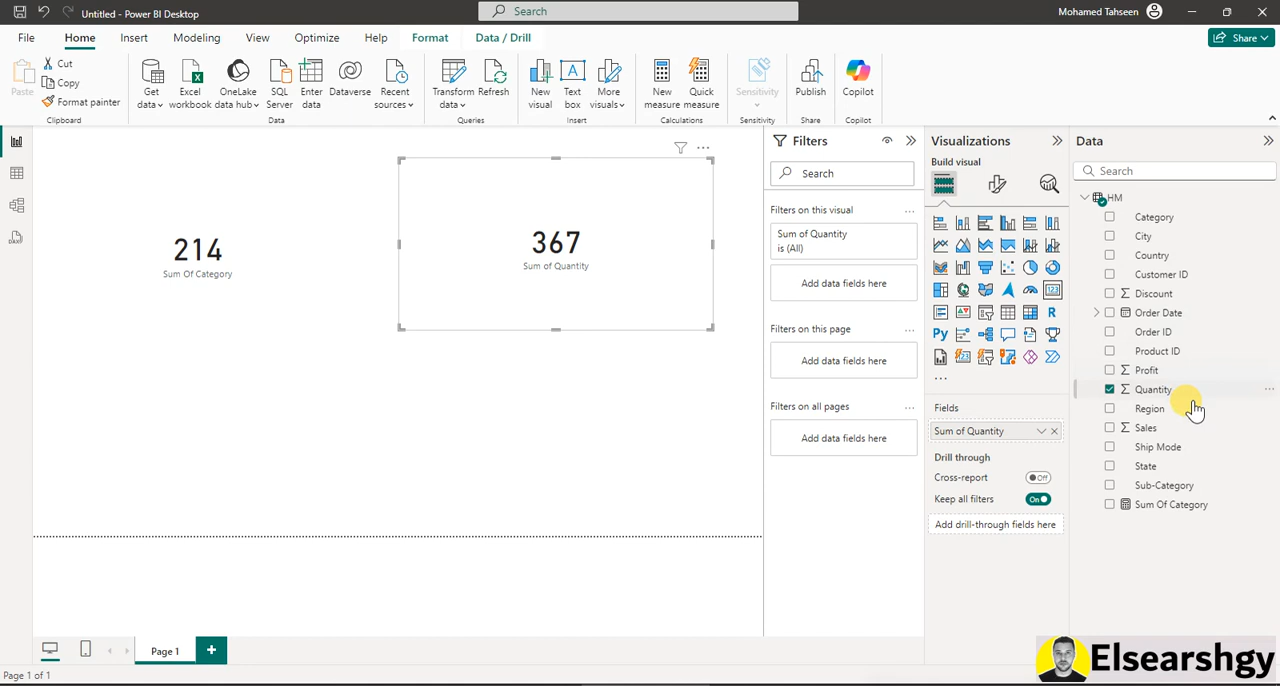 Untitled - Power BI Desktop
Search
Mohamed Tahseen
File Home Insert Modeling View Optimize Help Format Data / Drill
Share
Paste
Cut
Copy
Format painter
Clipboard
Get data
Excel workbook
OneLake data hub
SQL Server
Enter data
Dataverse
Recent sources
Data
Transform data
Refresh
Queries
New visual
Text box
More visuals
Insert
New measure
Quick measure
Calculations
Sensitivity
Sensitivity
Publish
Share
Copilot
Copilot
214
Sum Of Category
367
Sum of Quantity
Filters
Search
Filters on this visual
Sum of Quantity
is (All)
Add data fields here
Filters on this page
Add data fields here
Filters on all pages
Add data fields here
Visualizations
Build visual
123
R
Py
Fields
Sum of Quantity
Drill through
Cross-report
Off
Keep all filters
On
Add drill-through fields here
Data
Search
HM
Category
City
Country
Customer ID
Discount
Order Date
Order ID
Product ID
Profit
Quantity
Region
Sales
Ship Mode
State
Sub-Category
Sum Of Category
Page 1
Page 1 of 1
Elsearshgy